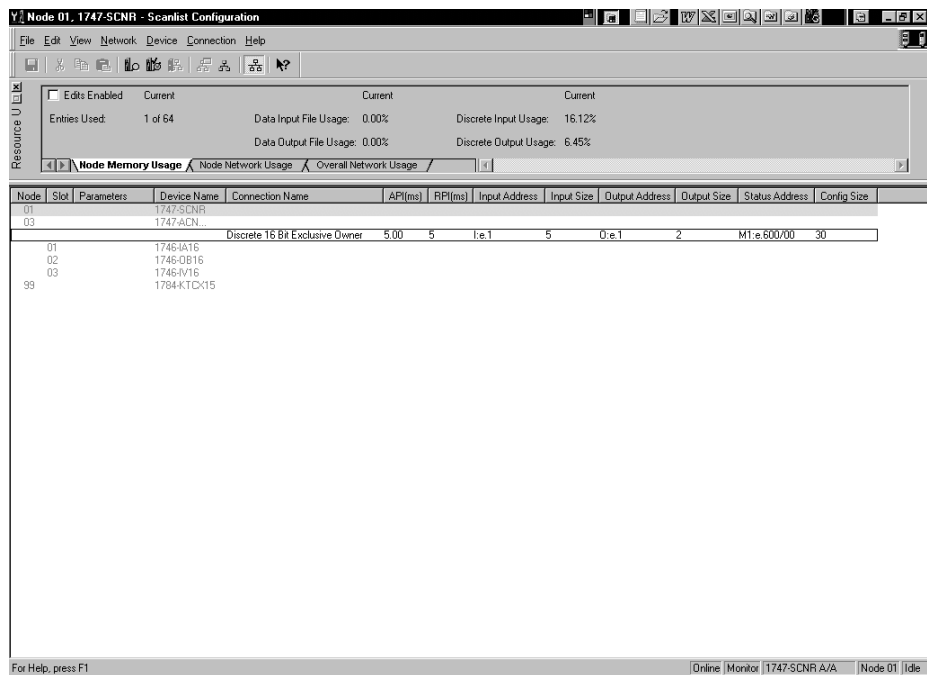 Node 01, 1747-SCNR - Scanlist Configuration
File Edit View Network Device Connection Help
Resource U
Edits Enabled Current Current Current
Entries Used: 1 of 64 Data Input File Usage: 0.00% Discrete Input Usage: 16.12%
Data Output File Usage: 0.00% Discrete Output Usage: 6.45%
Node Memory Usage Node Network Usage Overall Network Usage
Node Slot Parameters Device Name Connection Name API(ms) RPI(ms) Input Address Input Size Output Address Output Size Status Address Config Size
01 1747-SCNR
03 1747-ACN...
Discrete 16 Bit Exclusive Owner 5.00 5 I:e.1 5 O:e.1 2 M1:e.600/00 30
01 1746-IA16
02 1746-OB16
03 1746-IV16
99 1784-KTCX15
For Help, press F1 Online Monitor 1747-SCNR A/A Node 01 Idle